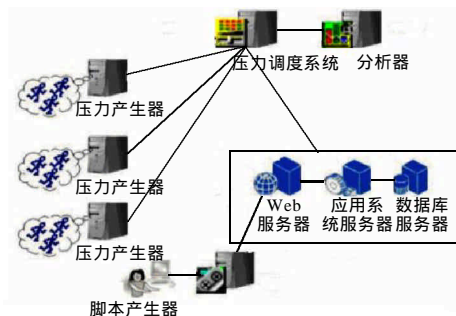 压力调度系统 分析器
压力产生器
压力产生器
压力产生器
Web
服务器
应用系
统服务器
数据库
服务器
脚本产生器